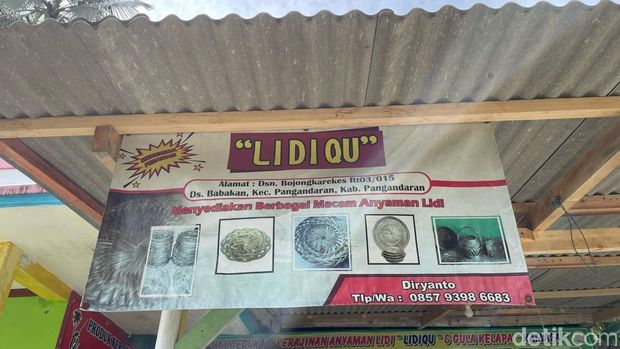 "LIDIQU"
Alamat : Dsn. Bojongkarekes Rt03/015
Ds. Babakan, Kec. Pangandaran, Kab. Pangandaran
Menyediakan Berbagai Macam Anyaman Lidi
Diryanto
Tlp/Wa : 0857 9398 6683
KERAJINAN ANYAMAN LIDI "LIDIQU" & GULA KELAPA
detikcom